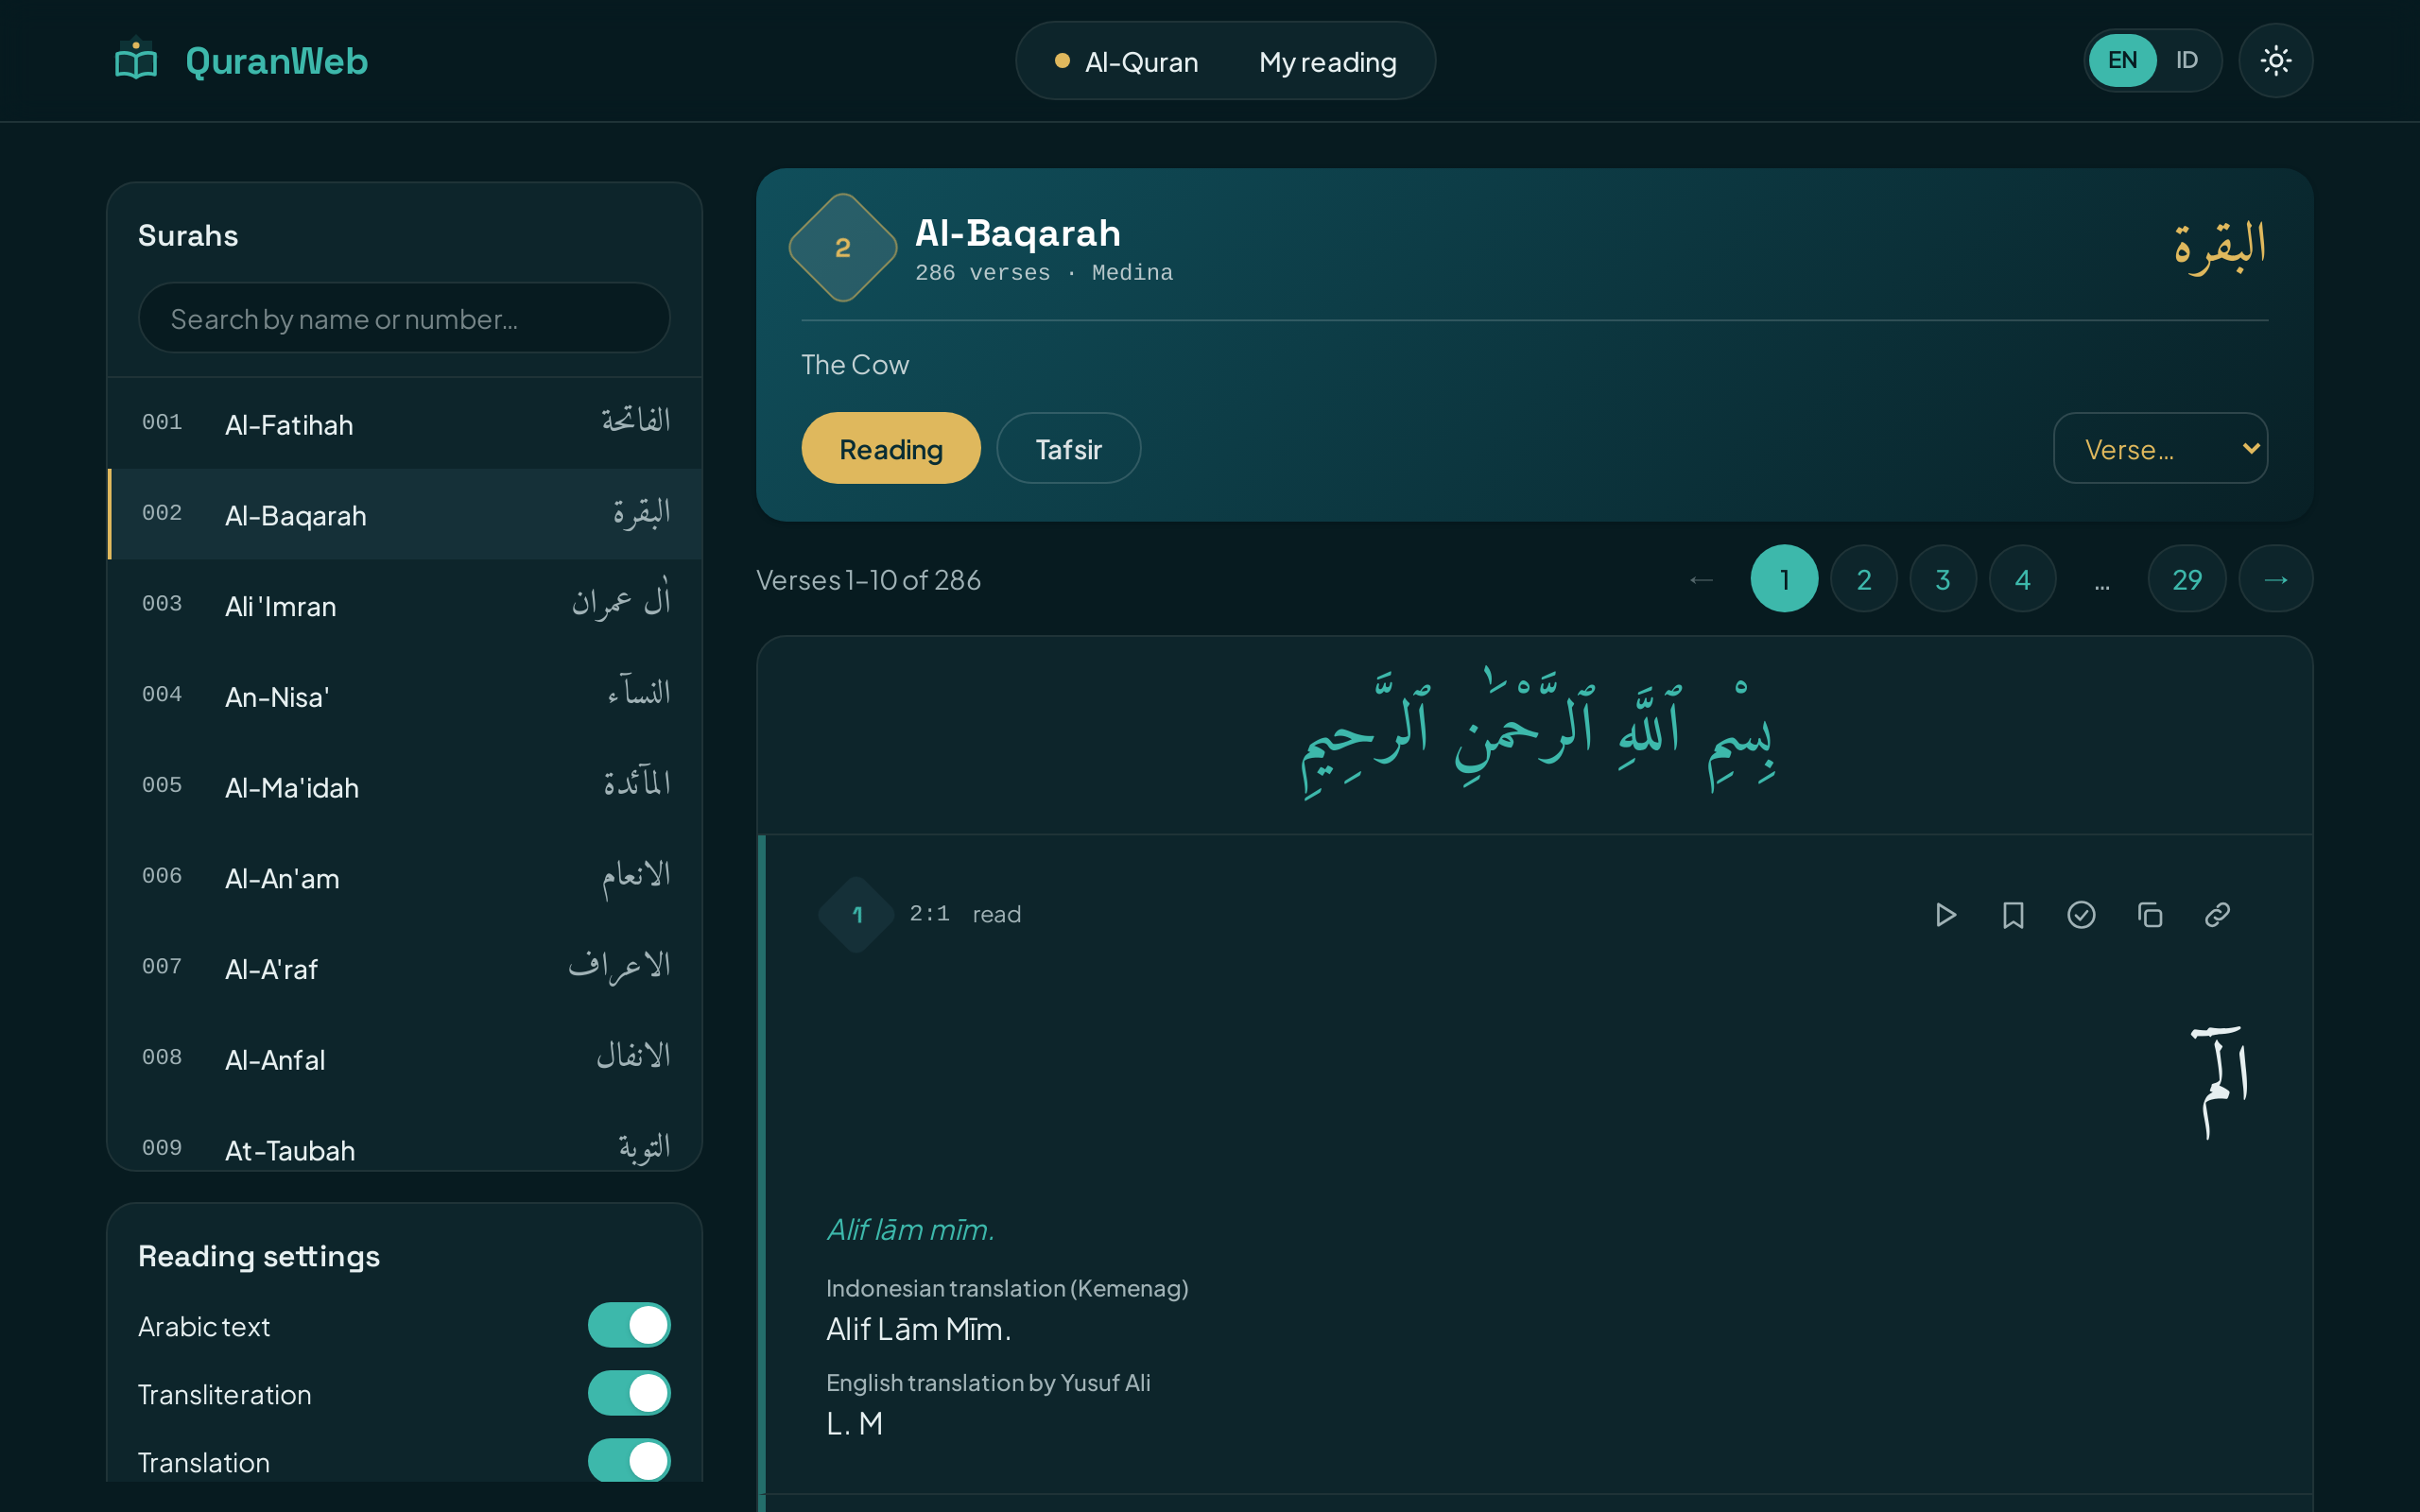 QuranWeb
Al-Quran My reading
EN ID
Surahs
Search by name or number...
001 Al-Fatihah الفاتحة
002 Al-Baqarah البقرة
003 Ali 'Imran اٰل عمران
004 An-Nisa' النساۤء
005 Al-Ma'idah الماۤئدة
006 Al-An'am الانعام
007 Al-A'raf الاعراف
008 Al-Anfal الانفال
009 At-Taubah التوبة
Reading settings
Arabic text
Transliteration
Translation
2 Al-Baqarah البقرة
286 verses · Medina
The Cow
Reading Tafsir Verse...
Verses 1–10 of 286 ← 1 2 3 4 … 29 →
بِسْمِ ٱللَّهِ ٱلرَّحْمَٰنِ ٱلرَّحِيمِ
1 2:1 read
الۤمّۤ
Alif lām mīm.
Indonesian translation (Kemenag)
Alif Lām Mīm.
English translation by Yusuf Ali
L. M